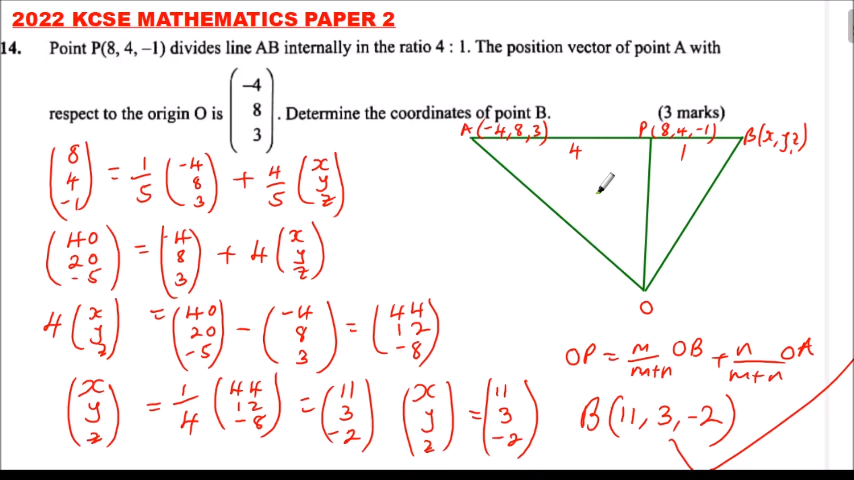 2022 KCSE MATHEMATICS PAPER 2
14. Point P(8, 4, −1) divides line AB internally in the ratio 4 : 1. The position vector of point A with
respect to the origin O is (−4 8 3). Determine the coordinates of point B. (3 marks)
A(-4,8,3) P(8,4,-1) B(x,y,z)
4 1
O
(8 4 -1) = 1/5 (-4 8 3) + 4/5 (x y z)
(40 20 -5) = (-4 8 3) + 4 (x y z)
4 (x y z) = (40 20 -5) - (-4 8 3) = (44 12 -8)
(x y z) = 1/4 (44 12 -8) = (11 3 -2) (x y z) = (11 3 -2)
OP = m/m+n OB + n/m+n OA
B(11, 3, -2)